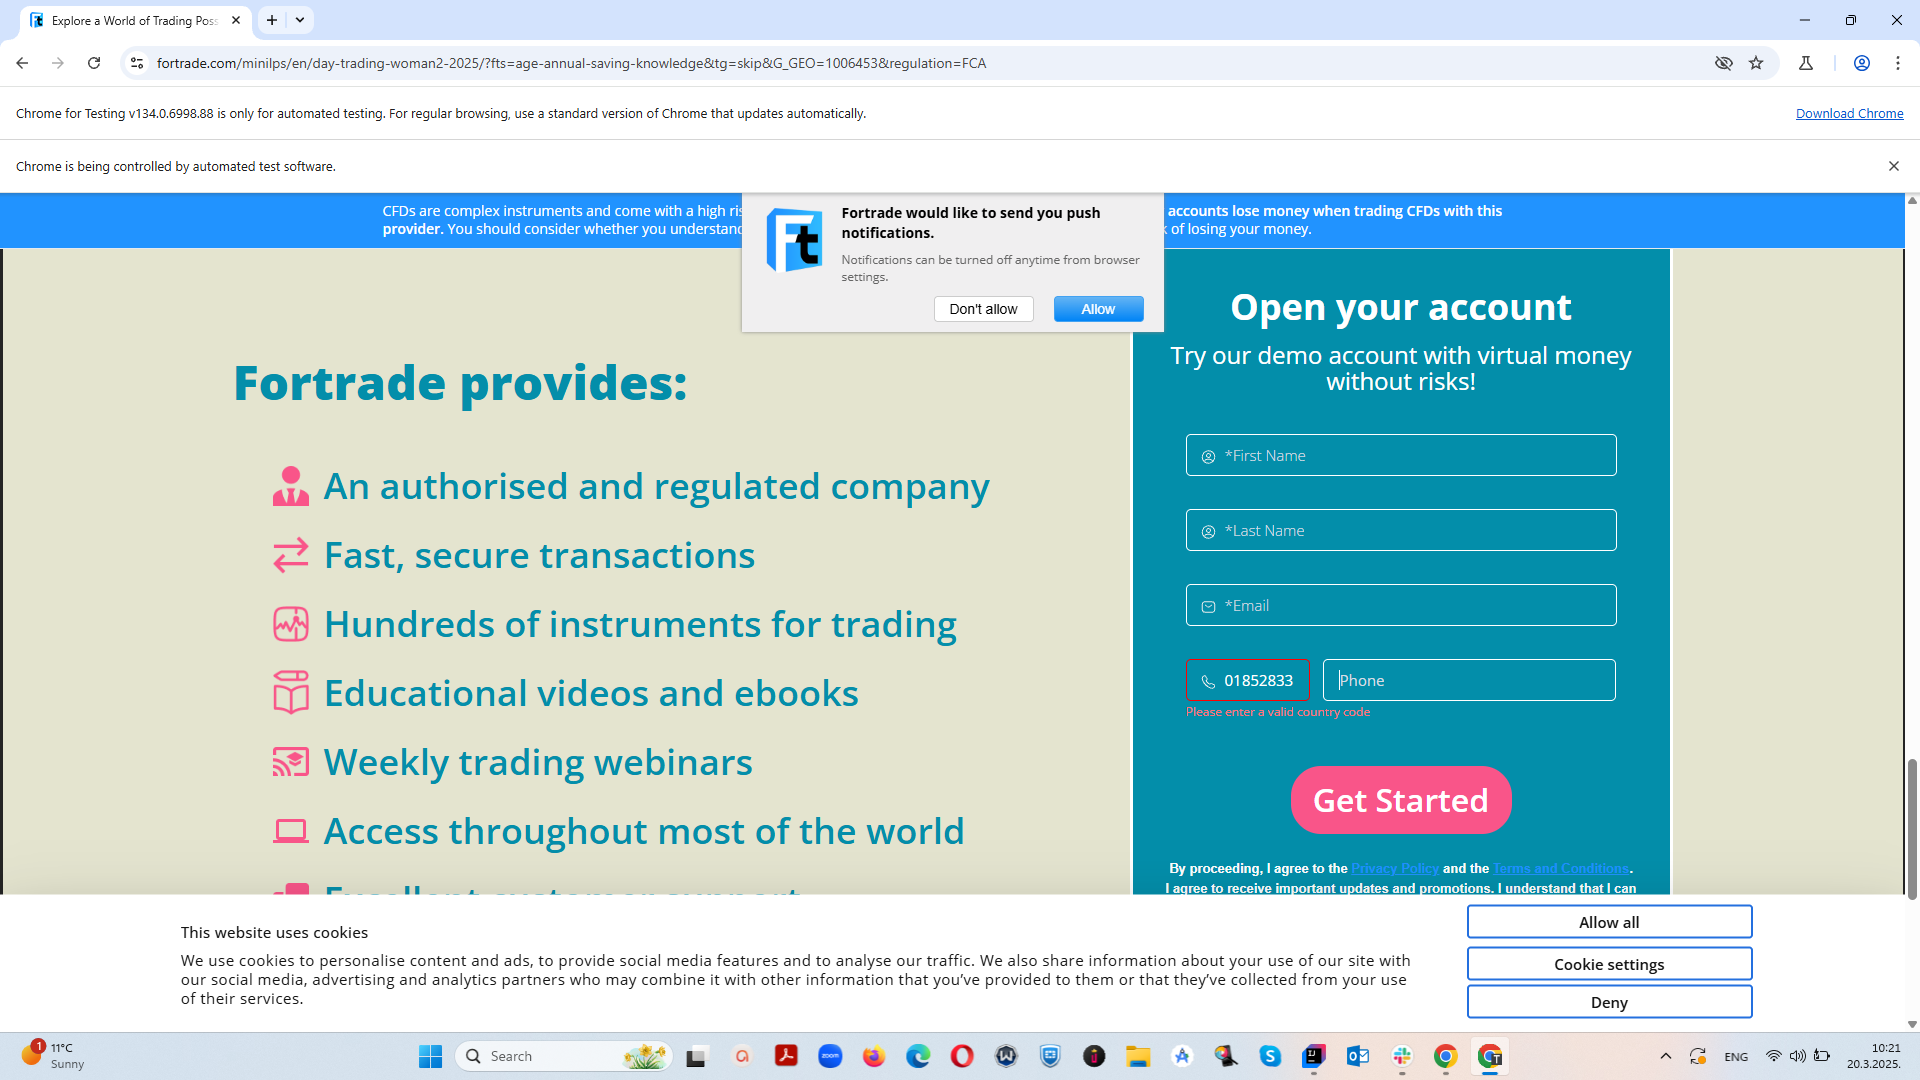 Explore a World of Trading Poss
fortrade.com/minilps/en/day-trading-woman2-2025/?fts=age-annual-saving-knowledge&tg=skip&G_GEO=1006453&regulation=FCA
Chrome for Testing v134.0.6998.88 is only for automated testing. For regular browsing, use a standard version of Chrome that updates automatically.
Download Chrome
Chrome is being controlled by automated test software.
CFDs are complex instruments and come with a high ris
accounts lose money when trading CFDs with this
provider. You should consider whether you understand
of losing your money.
Fortrade would like to send you push
notifications.
Notifications can be turned off anytime from browser
settings.
Don't allow
Allow
Fortrade provides:
An authorised and regulated company
Fast, secure transactions
Hundreds of instruments for trading
Educational videos and ebooks
Weekly trading webinars
Access throughout most of the world
Excellent customer support
Open your account
Try our demo account with virtual money
without risks!
*First Name
*Last Name
*Email
01852833
Phone
Please enter a valid country code
Get Started
By proceeding, I agree to the Privacy Policy and the Terms and Conditions.
I agree to receive important updates and promotions. I understand that I can
This website uses cookies
We use cookies to personalise content and ads, to provide social media features and to analyse our traffic. We also share information about your use of our site with
our social media, advertising and analytics partners who may combine it with other information that you've provided to them or that they've collected from your use
of their services.
Allow all
Cookie settings
Deny
1
11°C
Sunny
Search
zoom
ENG
10:21
20.3.2025.